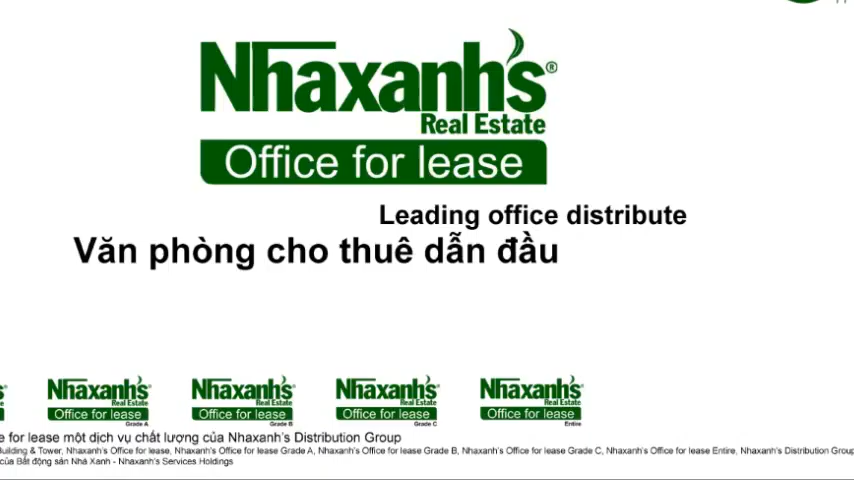 Nhaxanh's®
Real Estate
Office for lease
Leading office distribute
Văn phòng cho thuê dẫn đầu
Nhaxanh's Real Estate Office for lease Grade A
Nhaxanh's Real Estate Office for lease Grade B
Nhaxanh's Real Estate Office for lease Grade C
Nhaxanh's Real Estate Office for lease Entire
e for lease một dịch vụ chất lượng của Nhaxanh's Distribution Group
Building & Tower, Nhaxanh's Office for lease, Nhaxanh's Office for lease Grade A, Nhaxanh's Office for lease Grade B, Nhaxanh's Office for lease Grade C, Nhaxanh's Office for lease Entire, Nhaxanh's Distribution Group
của Bất động sản Nhà Xanh - Nhaxanh's Services Holdings